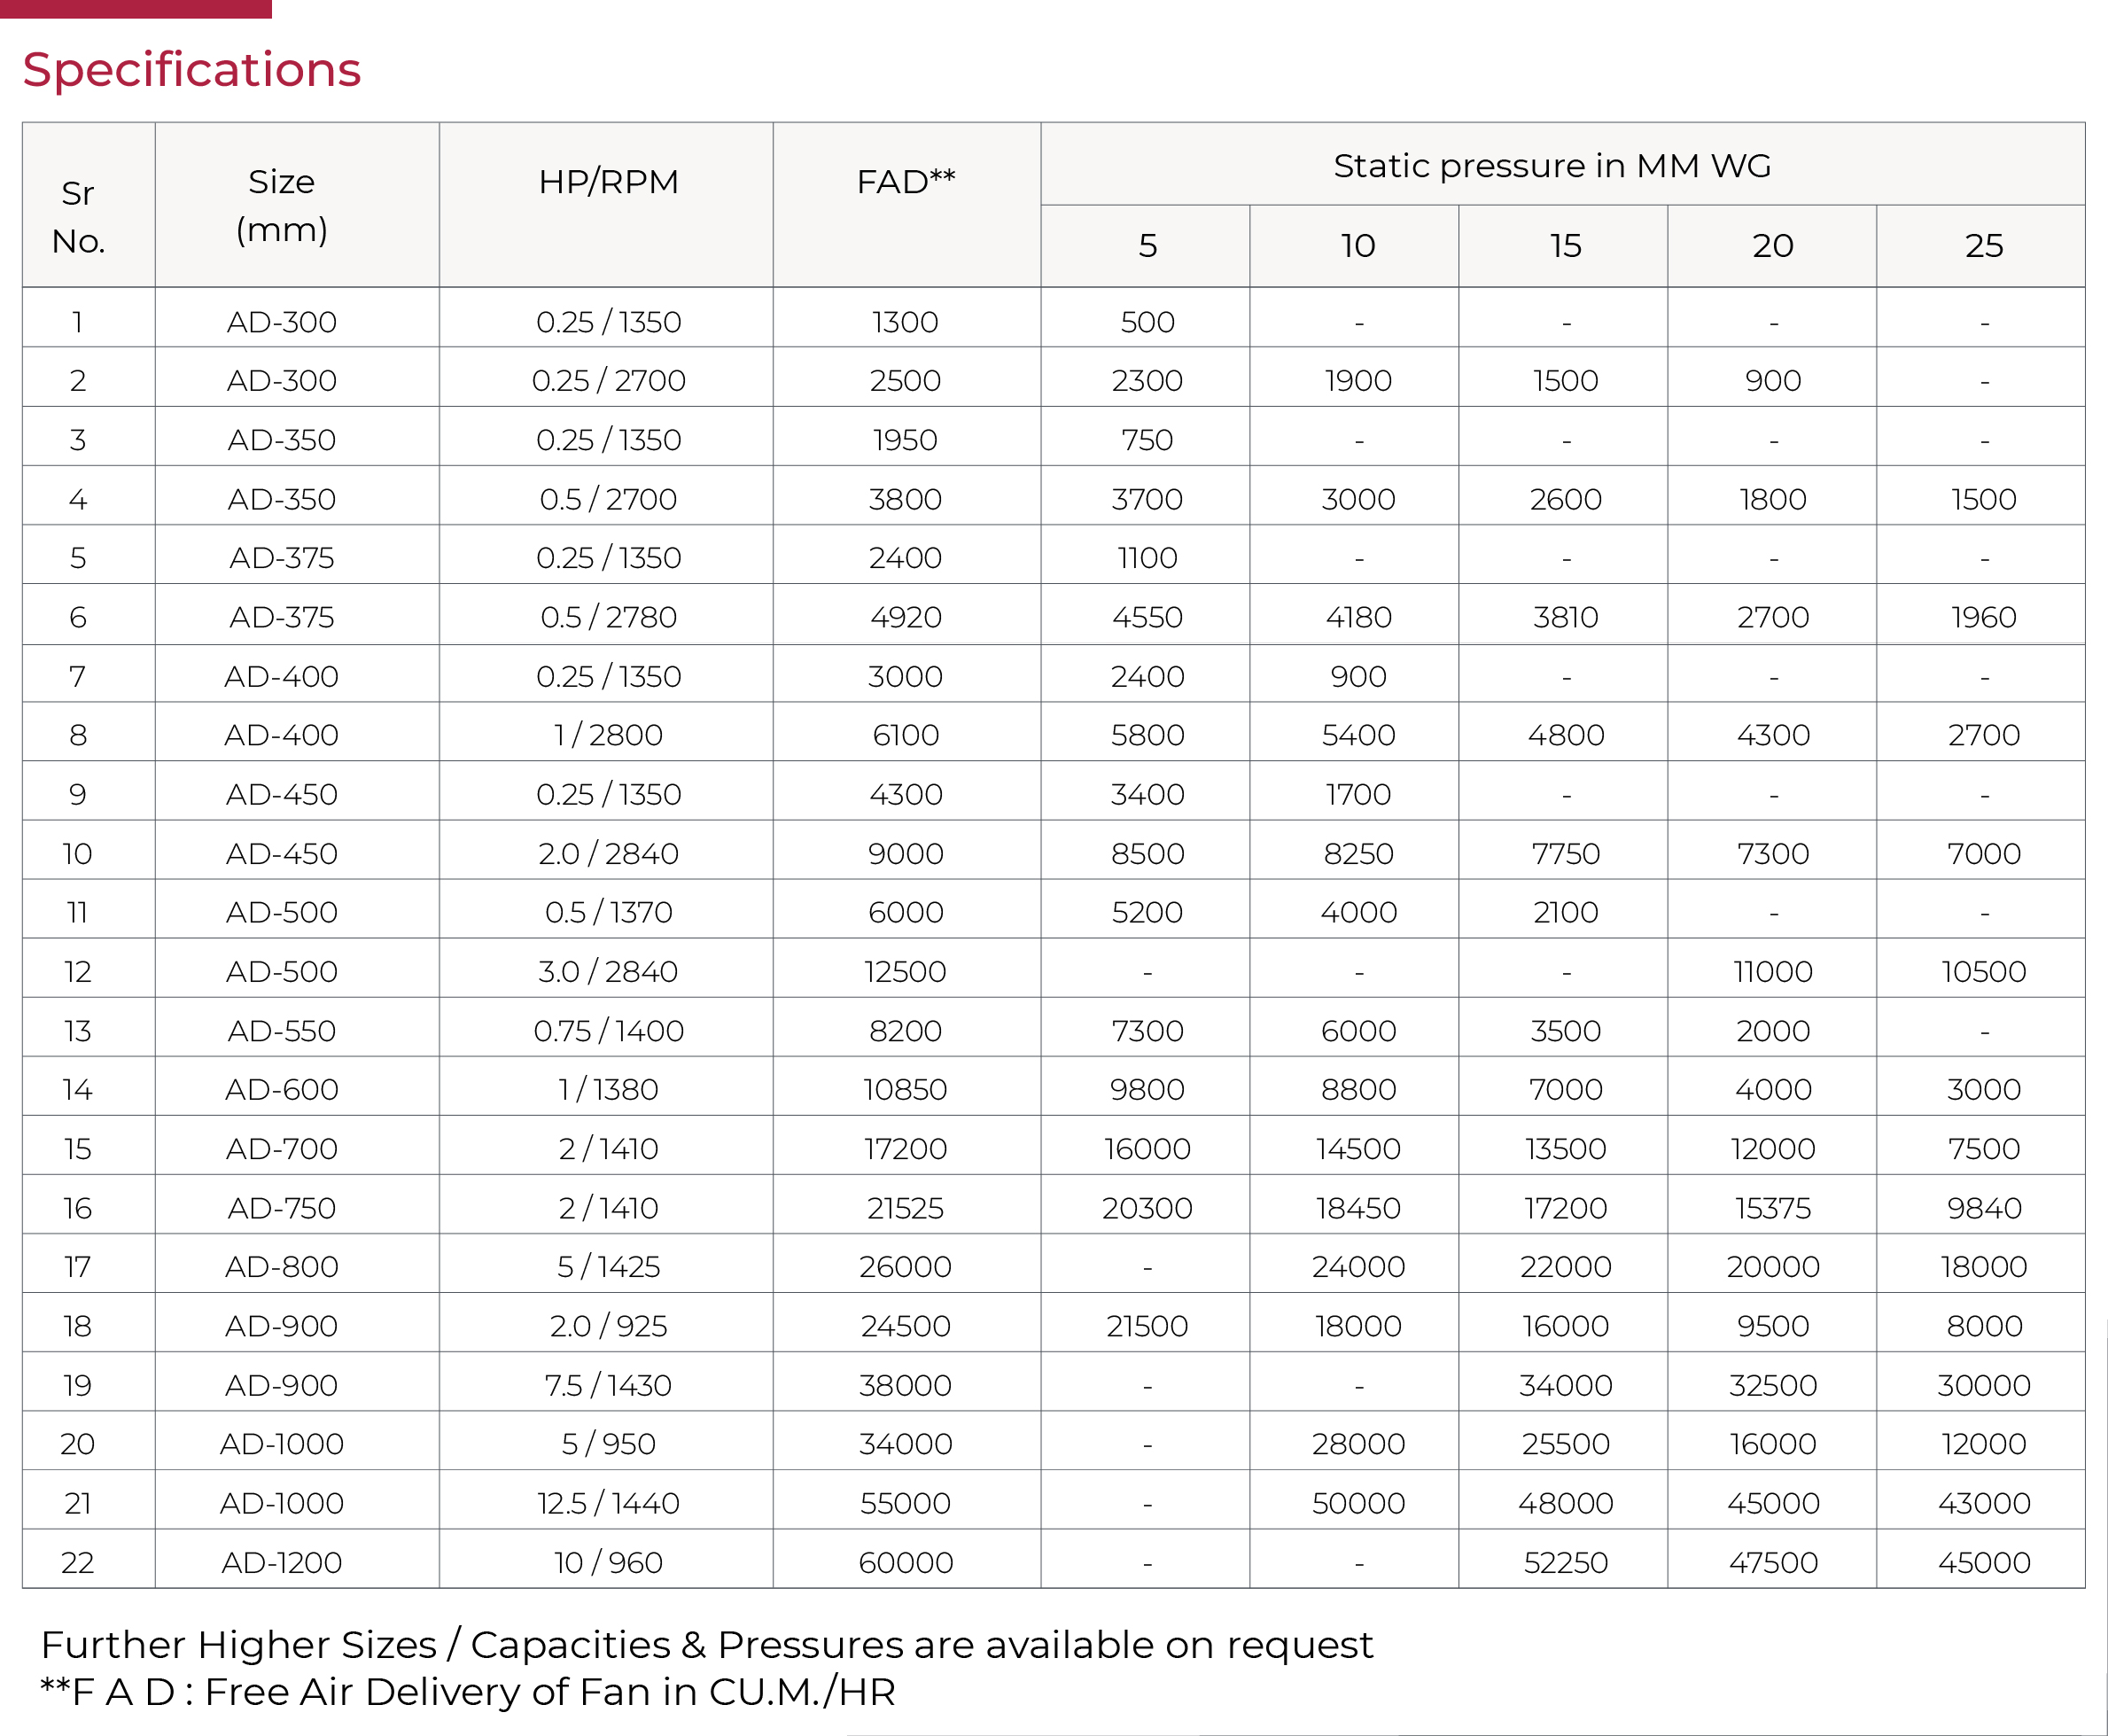 Specifications
Sr No. Size (mm) HP/RPM FAD** Static pressure in MM WG
5 10 15 20 25
1 AD-300 0.25 / 1350 1300 500 - - - -
2 AD-300 0.25 / 2700 2500 2300 1900 1500 900 -
3 AD-350 0.25 / 1350 1950 750 - - - -
4 AD-350 0.5 / 2700 3800 3700 3000 2600 1800 1500
5 AD-375 0.25 / 1350 2400 1100 - - - -
6 AD-375 0.5 / 2780 4920 4550 4180 3810 2700 1960
7 AD-400 0.25 / 1350 3000 2400 900 - - -
8 AD-400 1 / 2800 6100 5800 5400 4800 4300 2700
9 AD-450 0.25 / 1350 4300 3400 1700 - - -
10 AD-450 2.0 / 2840 9000 8500 8250 7750 7300 7000
11 AD-500 0.5 / 1370 6000 5200 4000 2100 - -
12 AD-500 3.0 / 2840 12500 - - - 11000 10500
13 AD-550 0.75 / 1400 8200 7300 6000 3500 2000 -
14 AD-600 1 / 1380 10850 9800 8800 7000 4000 3000
15 AD-700 2 / 1410 17200 16000 14500 13500 12000 7500
16 AD-750 2 / 1410 21525 20300 18450 17200 15375 9840
17 AD-800 5 / 1425 26000 - 24000 22000 20000 18000
18 AD-900 2.0 / 925 24500 21500 18000 16000 9500 8000
19 AD-900 7.5 / 1430 38000 - - 34000 32500 30000
20 AD-1000 5 / 950 34000 - 28000 25500 16000 12000
21 AD-1000 12.5 / 1440 55000 - 50000 48000 45000 43000
22 AD-1200 10 / 960 60000 - - 52250 47500 45000
Further Higher Sizes / Capacities & Pressures are available on request
**F A D : Free Air Delivery of Fan in CU.M./HR